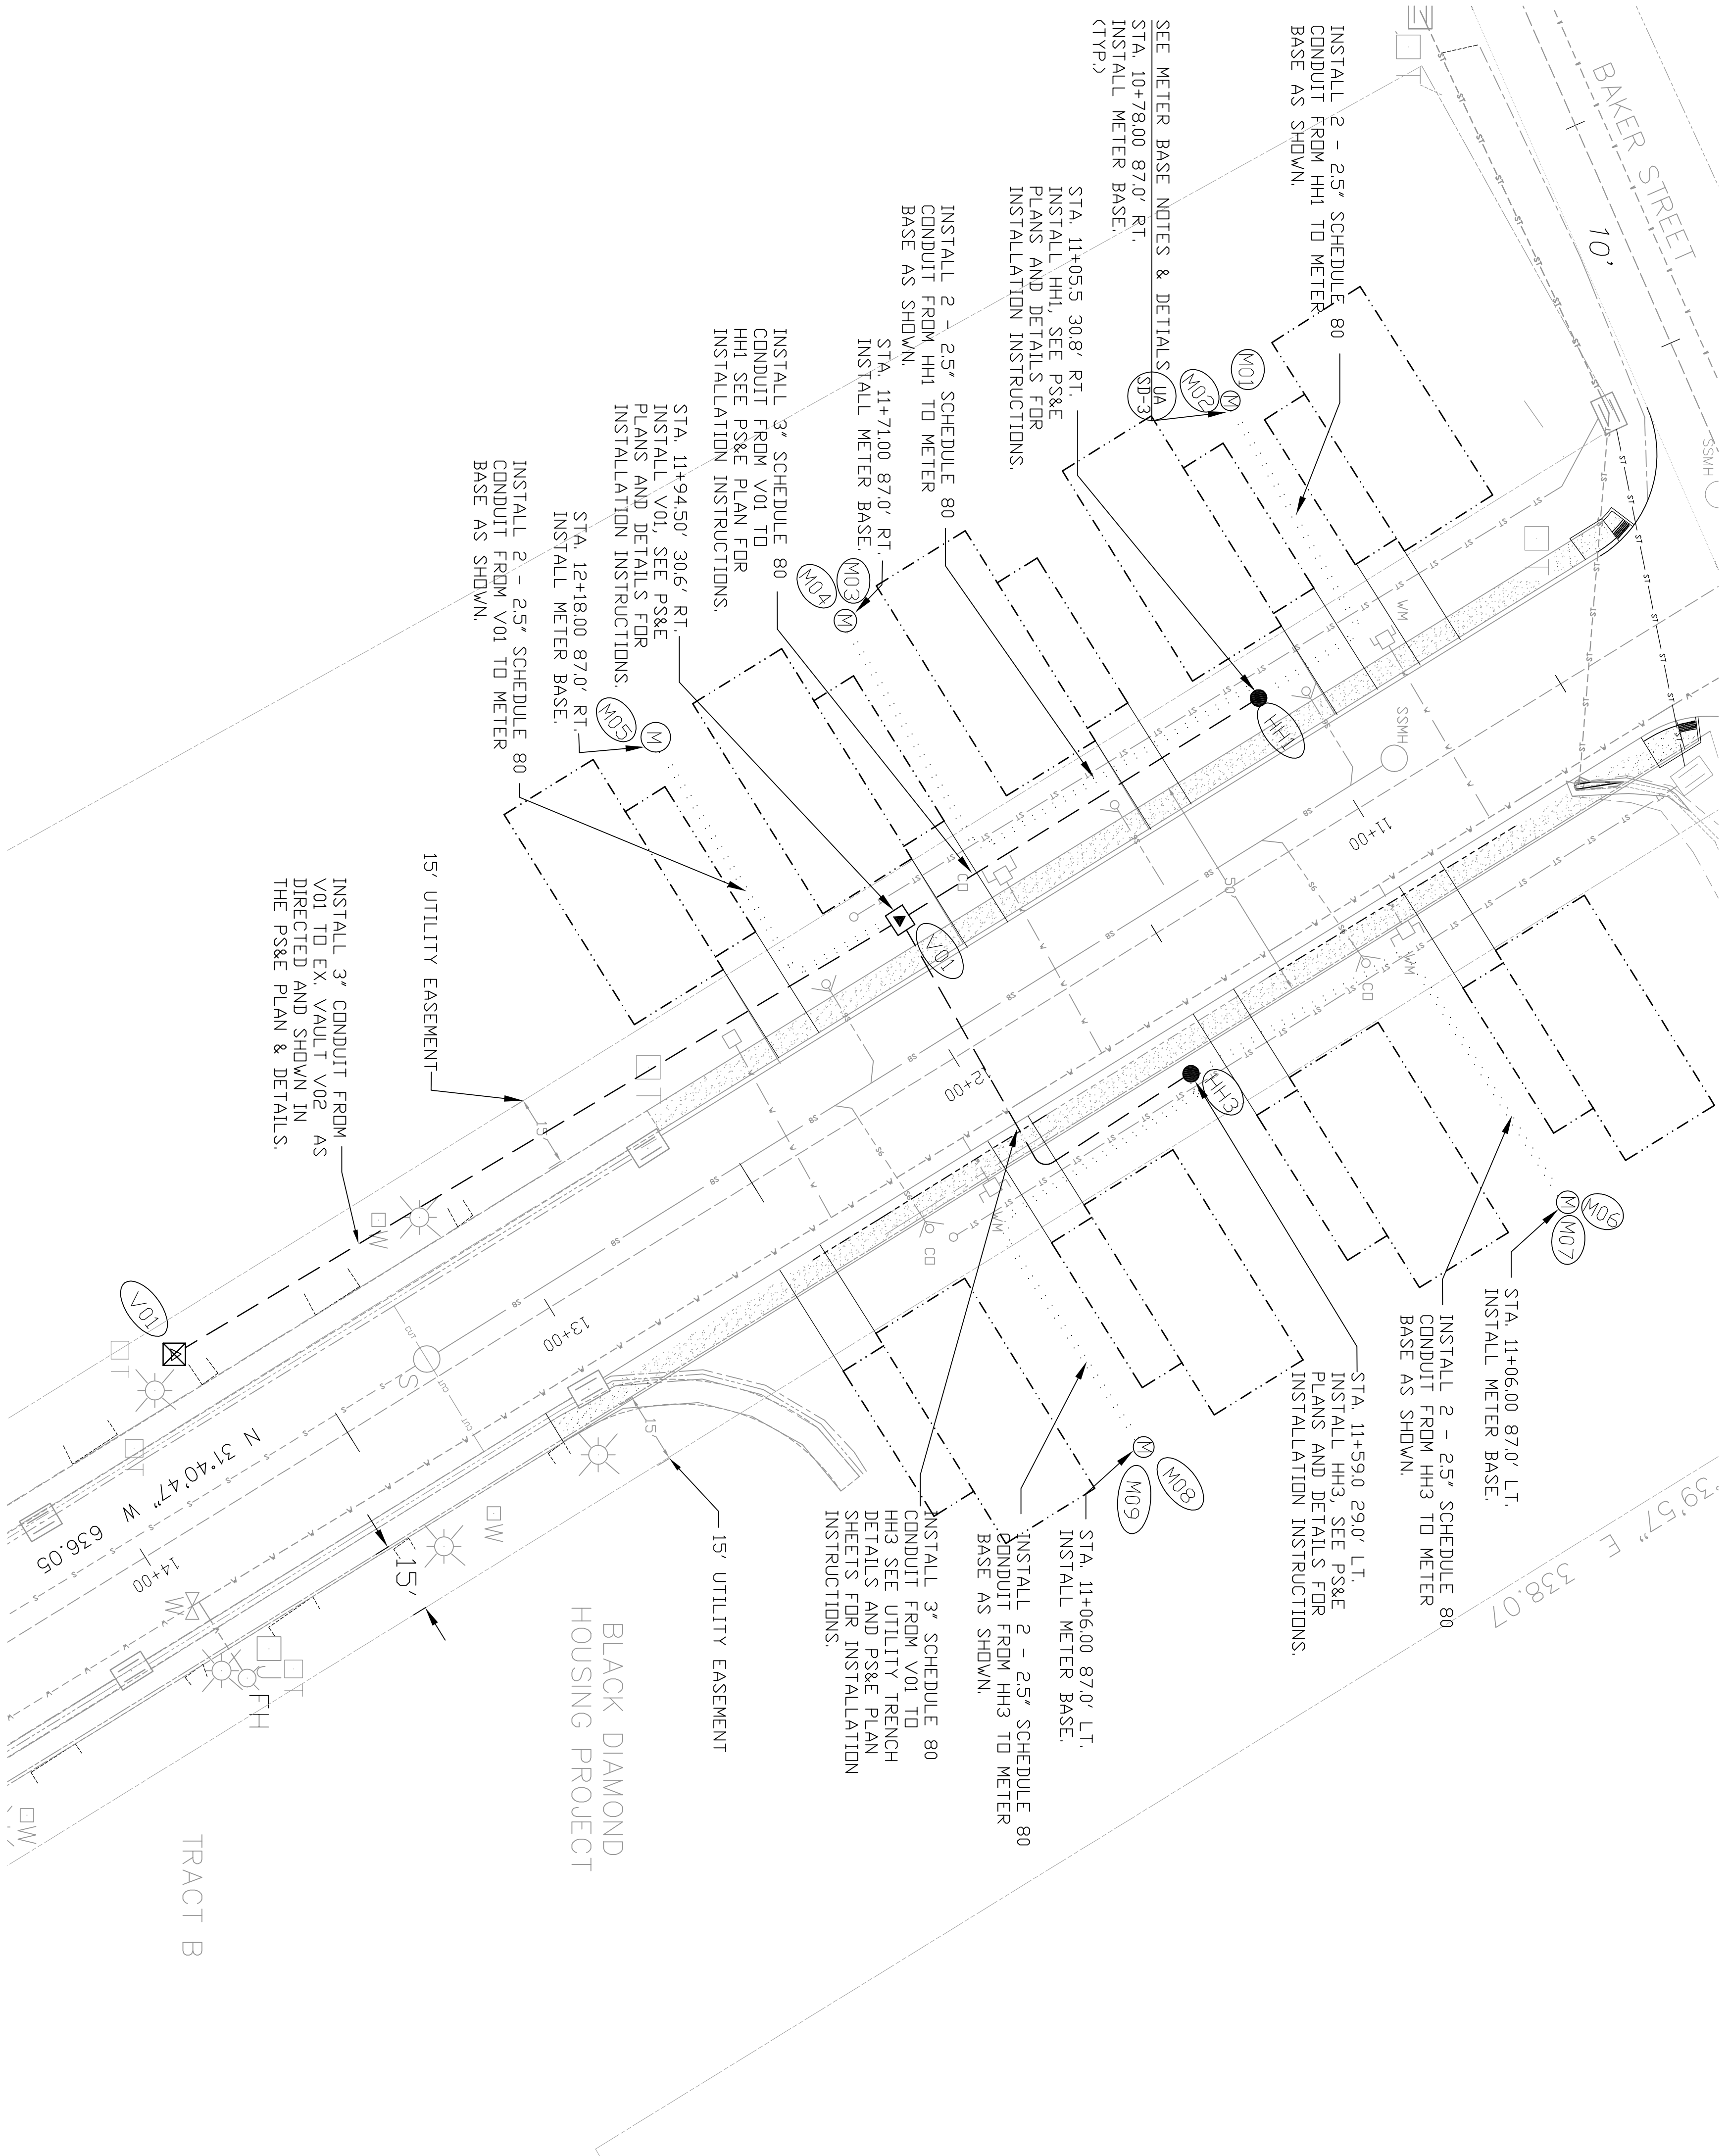 BAKER STREET
10'
SSMH
INSTALL 2 - 2.5" SCHEDULE 80
CONDUIT FROM HH1 TO METER
BASE AS SHOWN.
SEE METER BASE NOTES & DETIALS
UA
SD-3
STA. 10+78.00 87.0' RT.
INSTALL METER BASE.
(TYP.)
M01
M02
M
STA. 11+05.5 30.8' RT.
INSTALL HH1, SEE PS&E
PLANS AND DETAILS FOR
INSTALLATION INSTRUCTIONS.
HH1
INSTALL 2 - 2.5" SCHEDULE 80
CONDUIT FROM HH1 TO METER
BASE AS SHOWN.
STA. 11+71.00 87.0' RT.
INSTALL METER BASE.
M03
M04
M
INSTALL 3" SCHEDULE 80
CONDUIT FROM V01 TO
HH1 SEE PS&E PLAN FOR
INSTALLATION INSTRUCTIONS.
STA. 11+94.50' 30.6' RT.
INSTALL V01, SEE PS&E
PLANS AND DETAILS FOR
INSTALLATION INSTRUCTIONS.
V01
STA. 12+18.00 87.0' RT.
INSTALL METER BASE.
M05
M
INSTALL 2 - 2.5" SCHEDULE 80
CONDUIT FROM V01 TO METER
BASE AS SHOWN.
15' UTILITY EASEMENT
15
INSTALL 3" CONDUIT FROM
V01 TO EX. VAULT V02 AS
DIRECTED AND SHOWN IN
THE PS&E PLAN & DETAILS.
V01
WM
SSMH
11+00
SD
CO
12+00
13+00
14+00
WM
CO
WM
CO
HH3
M06
M07
M
STA. 11+06.00 87.0' LT.
INSTALL METER BASE.
INSTALL 2 - 2.5" SCHEDULE 80
CONDUIT FROM HH3 TO METER
BASE AS SHOWN.
STA. 11+59.0 29.0' LT.
INSTALL HH3, SEE PS&E
PLANS AND DETAILS FOR
INSTALLATION INSTRUCTIONS.
M08
M09
M
STA. 11+06.00 87.0' LT.
INSTALL METER BASE.
INSTALL 2 - 2.5" SCHEDULE 80
CONDUIT FROM HH3 TO METER
BASE AS SHOWN.
INSTALL 3" SCHEDULE 80
CONDUIT FROM V01 TO
HH3 SEE UTILITY TRENCH
DETAILS AND PS&E PLAN
SHEETS FOR INSTALLATION
INSTRUCTIONS.
15' UTILITY EASEMENT
15
15'
39'57" E 338.07
N 31°40'47" W 636.05
S
W
FH
BLACK DIAMOND
HOUSING PROJECT
TRACT B